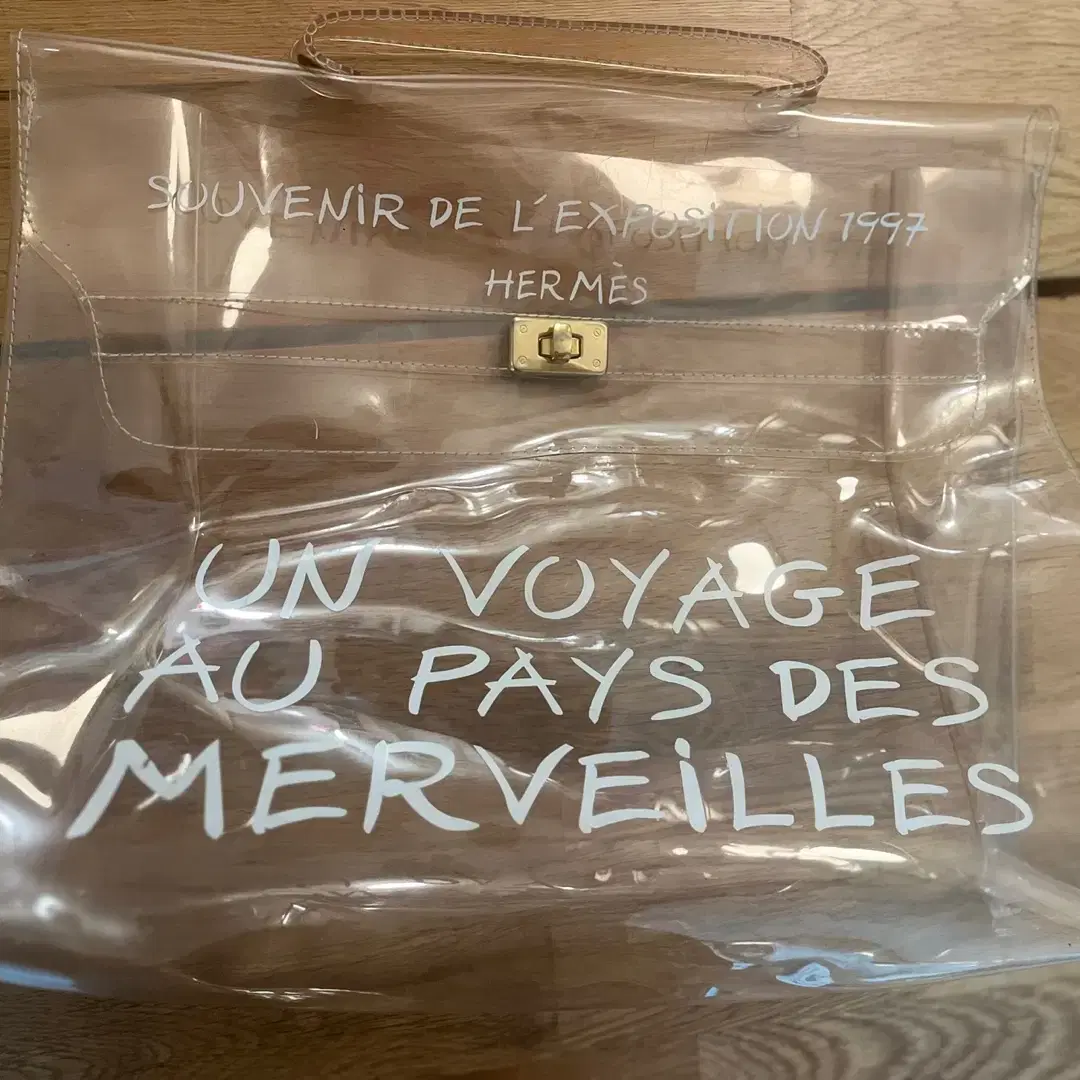 SOUVENiR DE L'EXPOSiTiON 1997
HERMÈS
UN VOYAGE
AU PAYS DES
MERVEiLLES